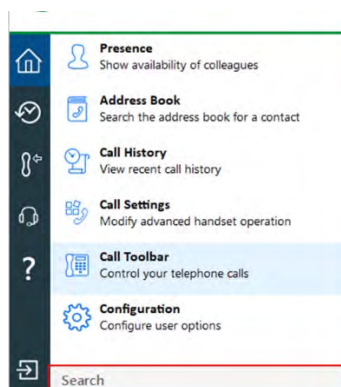 Presence
Show availability of colleagues
Address Book
Search the address book for a contact
Call History
View recent call history
Call Settings
Modify advanced handset operation
Call Toolbar
Control your telephone calls
?
Configuration
Configure user options
Search